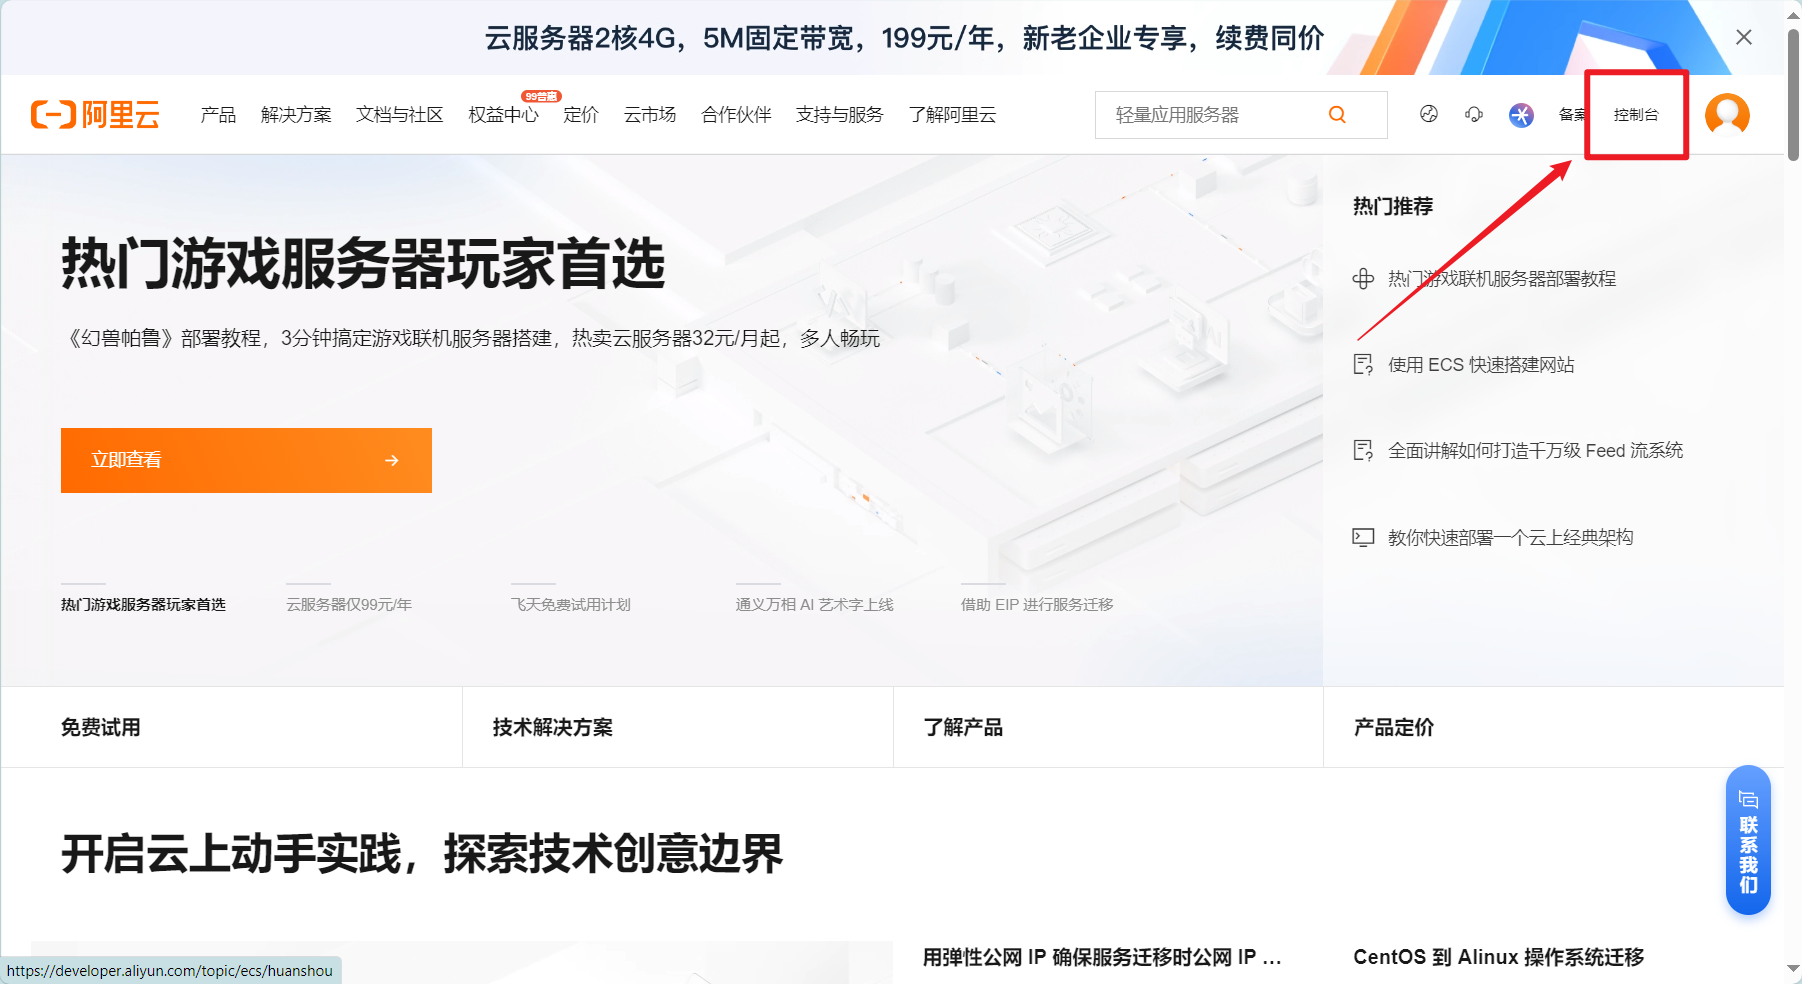 云服务器2核4G，5M固定带宽，199元/年，新老企业专享，续费同价
阿里云
产品
解决方案
文档与社区
权益中心
99普惠
定价
云市场
合作伙伴
支持与服务
了解阿里云
轻量应用服务器
备案
控制台
热门游戏服务器玩家首选
《幻兽帕鲁》部署教程，3分钟搞定游戏联机服务器搭建，热卖云服务器32元/月起，多人畅玩
立即查看
热门游戏服务器玩家首选
云服务器仅99元/年
飞天免费试用计划
通义万相 AI 艺术字上线
借助 EIP 进行服务迁移
热门推荐
热门游戏联机服务器部署教程
使用 ECS 快速搭建网站
全面讲解如何打造千万级 Feed 流系统
教你快速部署一个云上经典架构
免费试用
技术解决方案
了解产品
产品定价
开启云上动手实践，探索技术创意边界
联系我们
用弹性公网 IP 确保服务迁移时公网 IP ...
CentOS 到 Alinux 操作系统迁移
https://developer.aliyun.com/topic/ecs/huanshou